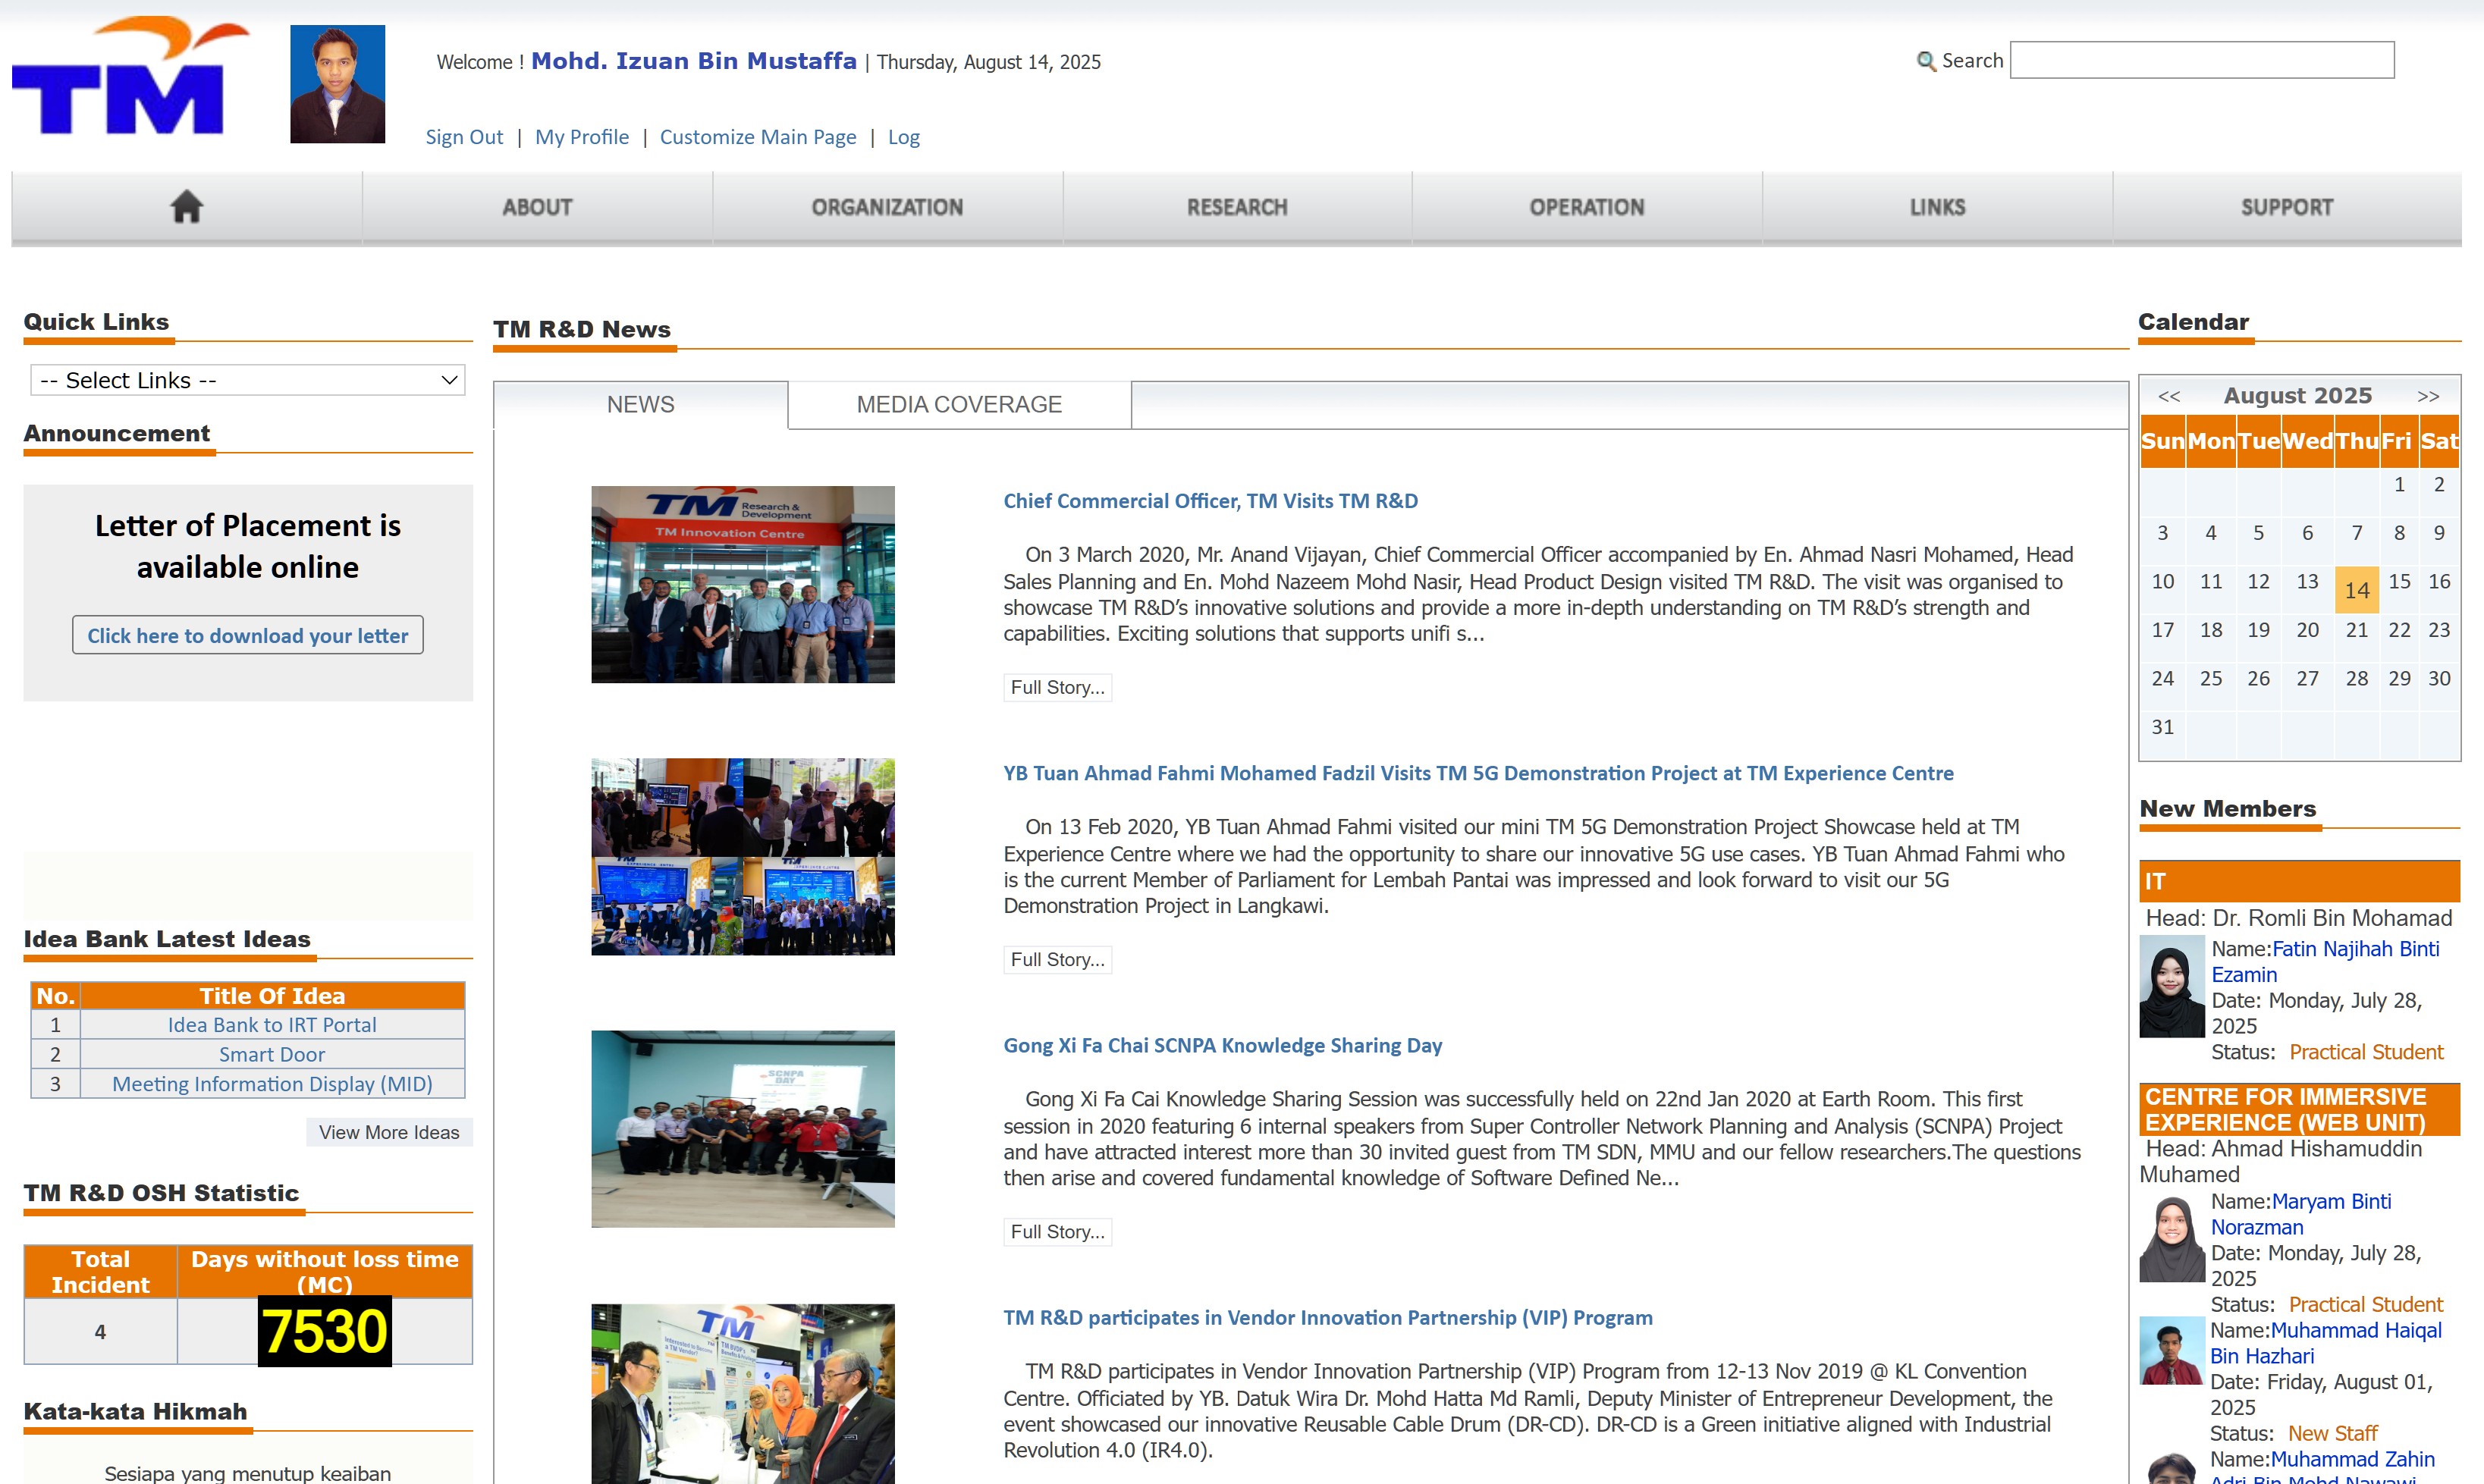 TM
Welcome ! Mohd. Izuan Bin Mustaffa | Thursday, August 14, 2025
Search
Sign Out | My Profile | Customize Main Page | Log
ABOUT
ORGANIZATION
RESEARCH
OPERATION
LINKS
SUPPORT
Quick Links
-- Select Links --
Announcement
Letter of Placement is
available online
Click here to download your letter
Idea Bank Latest Ideas
No. Title Of Idea
1 Idea Bank to IRT Portal
2 Smart Door
3 Meeting Information Display (MID)
View More Ideas
TM R&D OSH Statistic
Total Incident
Days without loss time (MC)
4
7530
Kata-kata Hikmah
Sesiapa yang menutup keaiban
TM R&D News
NEWS
MEDIA COVERAGE
TM Research & Development
TM Innovation Centre
Chief Commercial Officer, TM Visits TM R&D
On 3 March 2020, Mr. Anand Vijayan, Chief Commercial Officer accompanied by En. Ahmad Nasri Mohamed, Head
Sales Planning and En. Mohd Nazeem Mohd Nasir, Head Product Design visited TM R&D. The visit was organised to
showcase TM R&D’s innovative solutions and provide a more in-depth understanding on TM R&D’s strength and
capabilities. Exciting solutions that supports unifi s...
Full Story...
YB Tuan Ahmad Fahmi Mohamed Fadzil Visits TM 5G Demonstration Project at TM Experience Centre
On 13 Feb 2020, YB Tuan Ahmad Fahmi visited our mini TM 5G Demonstration Project Showcase held at TM
Experience Centre where we had the opportunity to share our innovative 5G use cases. YB Tuan Ahmad Fahmi who
is the current Member of Parliament for Lembah Pantai was impressed and look forward to visit our 5G
Demonstration Project in Langkawi.
Full Story...
SCNPA
DAY
Gong Xi Fa Chai SCNPA Knowledge Sharing Day
Gong Xi Fa Cai Knowledge Sharing Session was successfully held on 22nd Jan 2020 at Earth Room. This first
session in 2020 featuring 6 internal speakers from Super Controller Network Planning and Analysis (SCNPA) Project
and have attracted interest more than 30 invited guest from TM SDN, MMU and our fellow researchers.The questions
then arise and covered fundamental knowledge of Software Defined Ne...
Full Story...
TM
TM R&D participates in Vendor Innovation Partnership (VIP) Program
TM R&D participates in Vendor Innovation Partnership (VIP) Program from 12-13 Nov 2019 @ KL Convention
Centre. Officiated by YB. Datuk Wira Dr. Mohd Hatta Md Ramli, Deputy Minister of Entrepreneur Development, the
event showcased our innovative Reusable Cable Drum (DR-CD). DR-CD is a Green initiative aligned with Industrial
Revolution 4.0 (IR4.0).
Calendar
<< August 2025 >>
Sun Mon Tue Wed Thu Fri Sat
1 2
3 4 5 6 7 8 9
10 11 12 13 14 15 16
17 18 19 20 21 22 23
24 25 26 27 28 29 30
31
New Members
IT
Head: Dr. Romli Bin Mohamad
Name:Fatin Najihah Binti
Ezamin
Date: Monday, July 28,
2025
Status: Practical Student
CENTRE FOR IMMERSIVE
EXPERIENCE (WEB UNIT)
Head: Ahmad Hishamuddin
Muhamed
Name:Maryam Binti
Norazman
Date: Monday, July 28,
2025
Status: Practical Student
Name:Muhammad Haiqal
Bin Hazhari
Date: Friday, August 01,
2025
Status: New Staff
Name:Muhammad Zahin
Adri Bin Mohd Nawawi